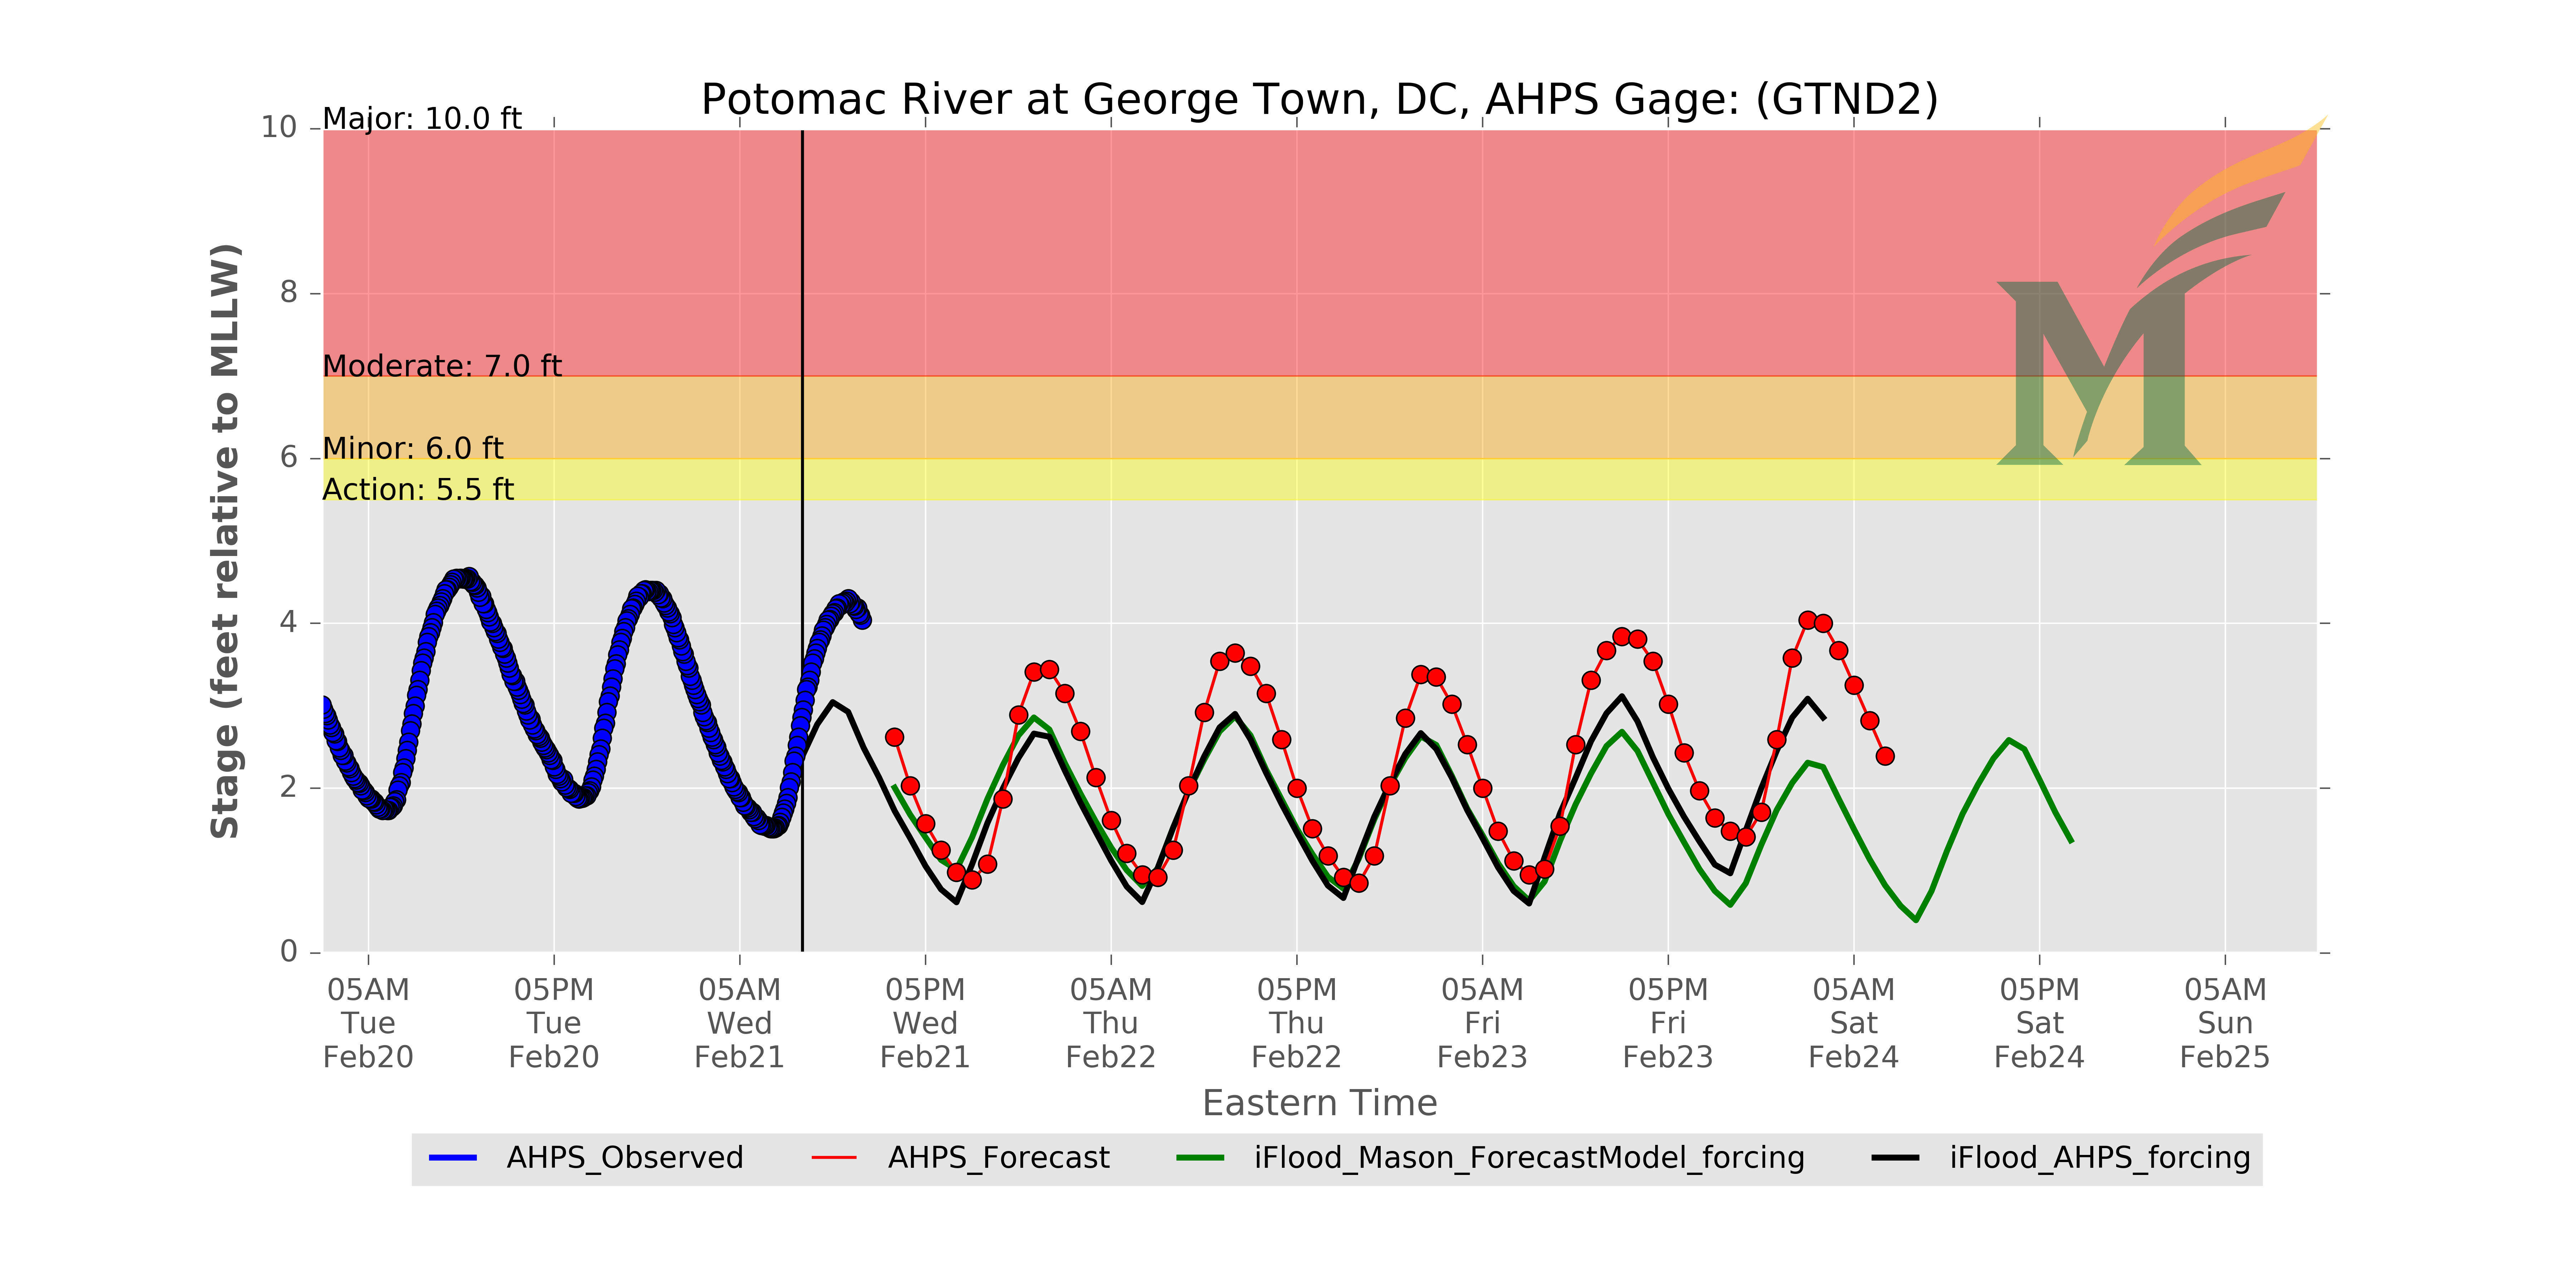 Potomac River at George Town, DC, AHPS Gage: (GTND2)
Major: 10.0 ft
Moderate: 7.0 ft
Minor: 6.0 ft
Action: 5.5 ft
Stage (feet relative to MLLW)
10
8
6
4
2
0
05AM 05PM 05AM 05PM 05AM 05PM 05AM 05PM 05AM 05PM 05AM
Tue Tue Wed Wed Thu Thu Fri Fri Sat Sat Sun
Feb20 Feb20 Feb21 Feb21 Feb22 Feb22 Feb23 Feb23 Feb24 Feb24 Feb25
Eastern Time
AHPS_Observed AHPS_Forecast iFlood_Mason_ForecastModel_forcing iFlood_AHPS_forcing
M